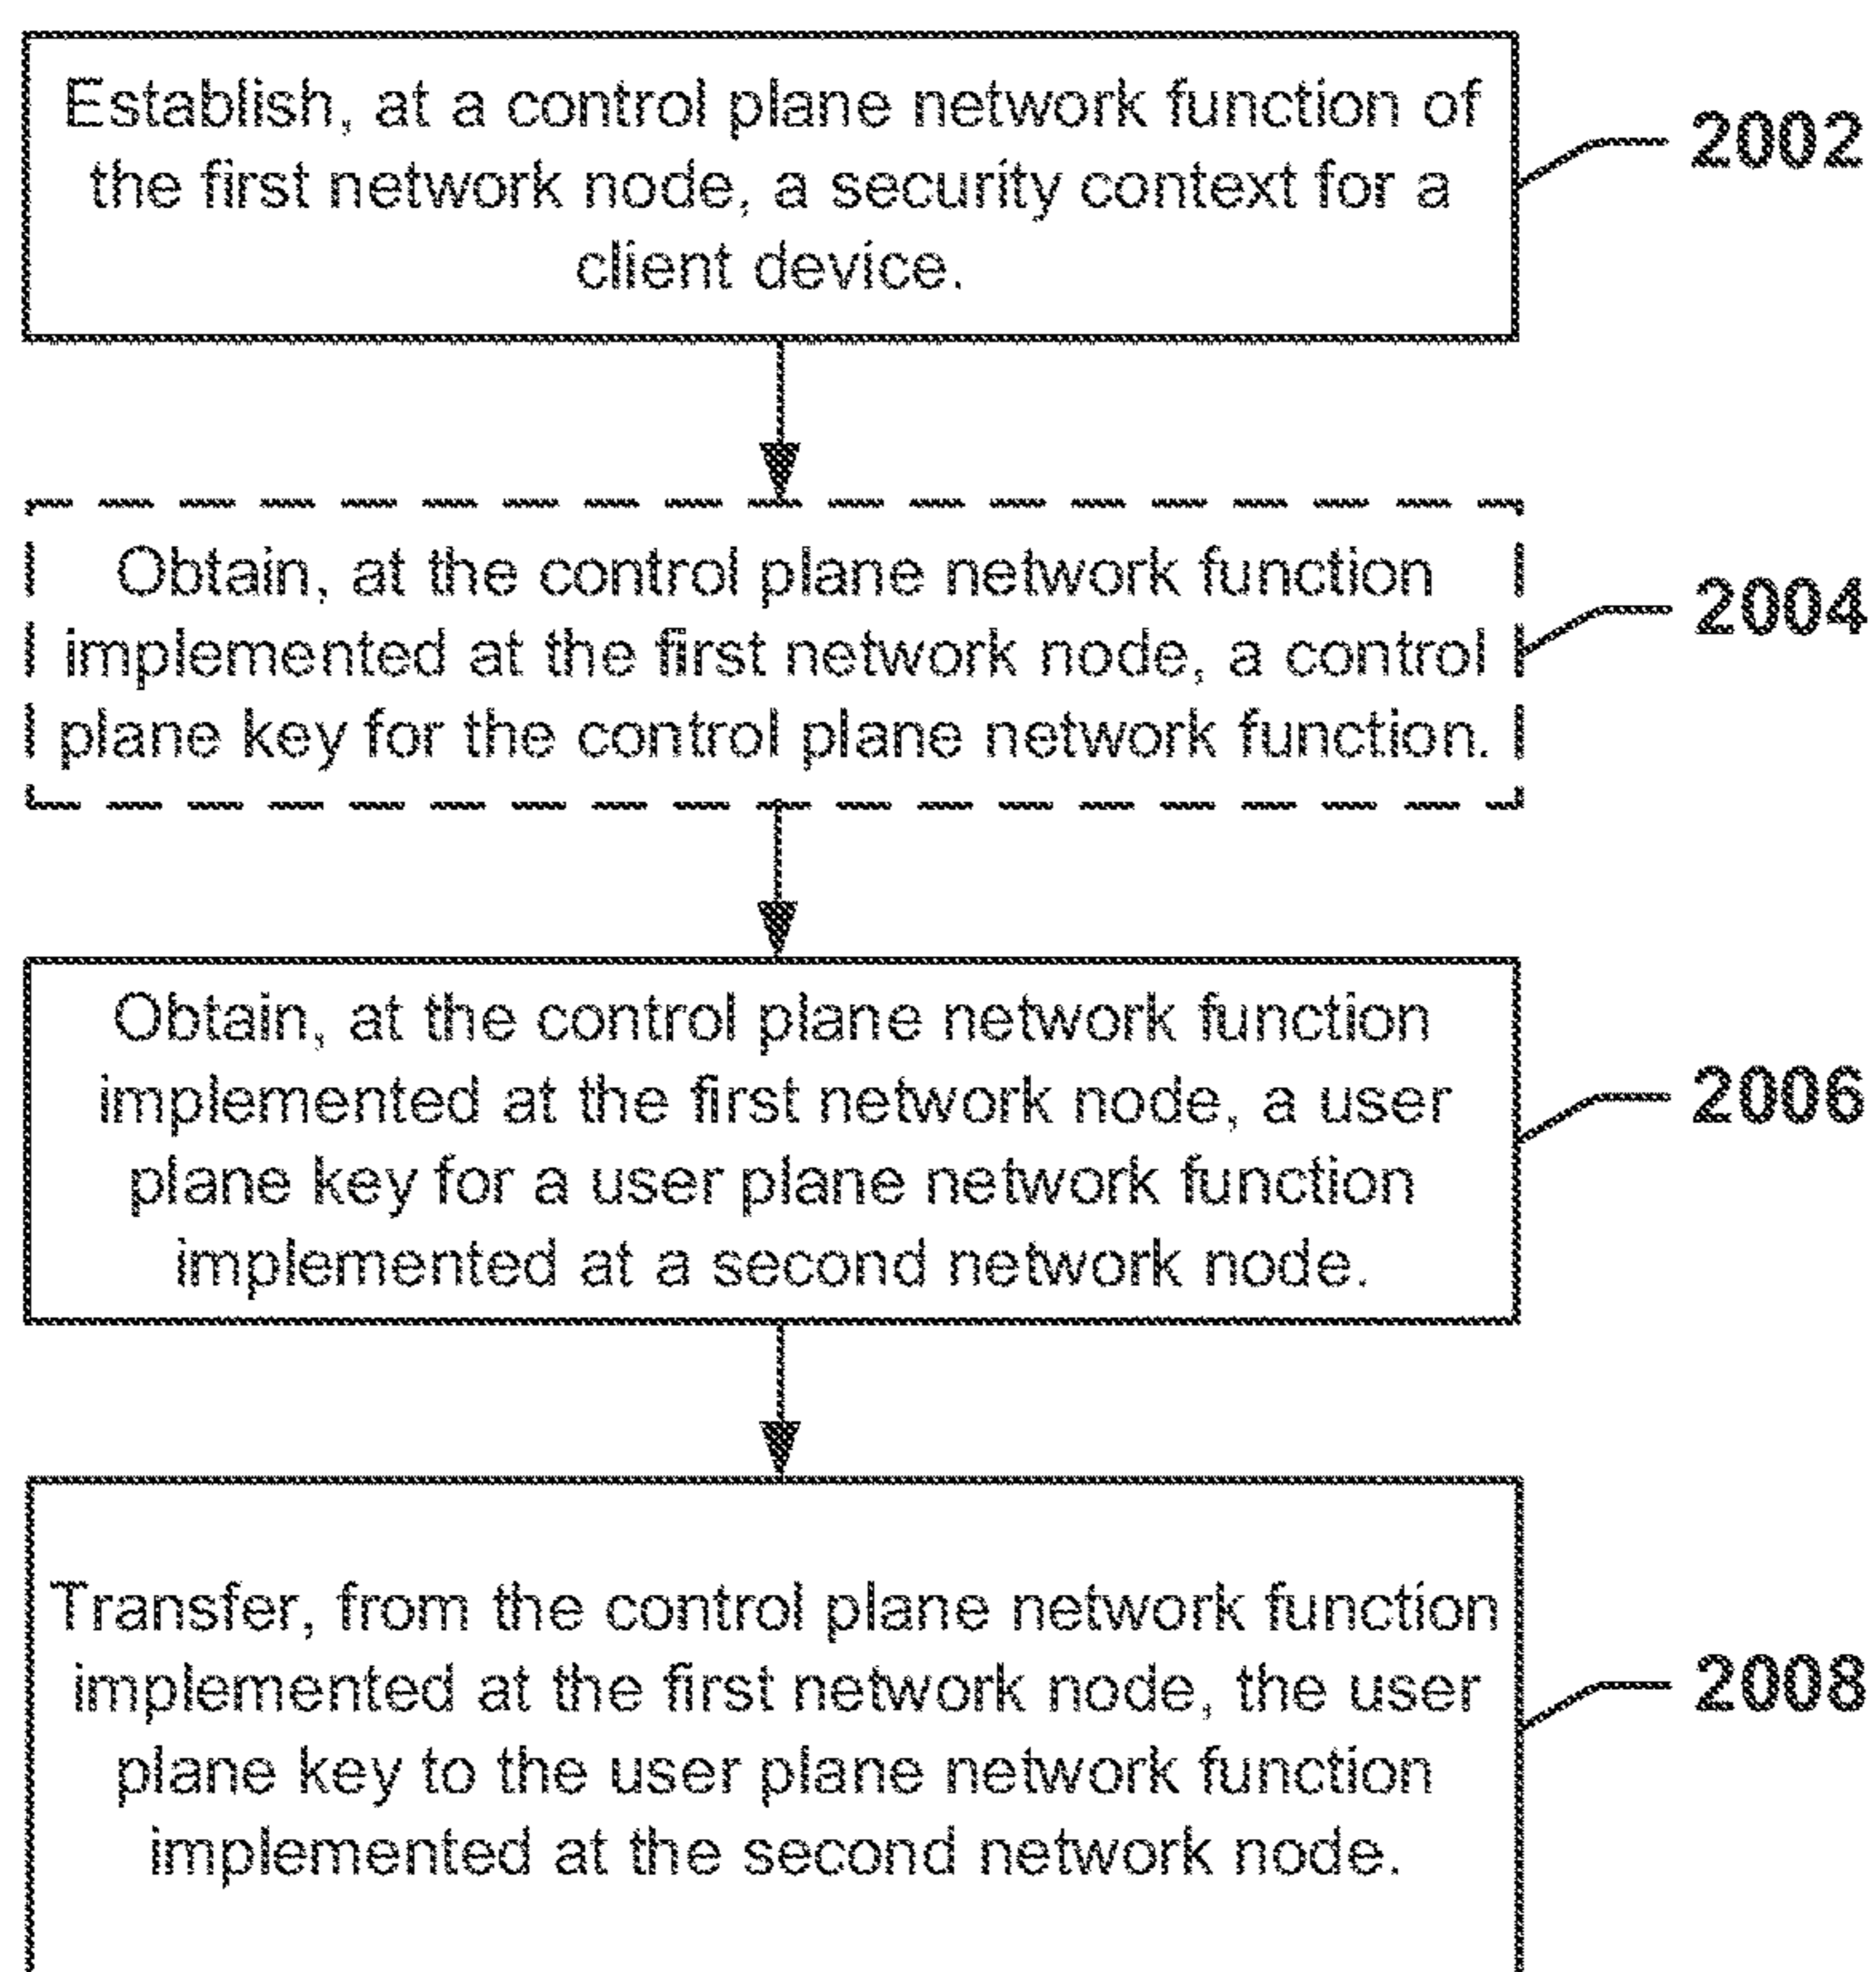 Establish, at a control plane network function of
the first network node, a security context for a
client device.
2002
Obtain, at the control plane network function
implemented at the first network node, a control
plane key for the control plane network function.
2004
Obtain, at the control plane network function
implemented at the first network node, a user
plane key for a user plane network function
implemented at a second network node.
2006
Transfer, from the control plane network function
implemented at the first network node, the user
plane key to the user plane network function
implemented at the second network node.
2008